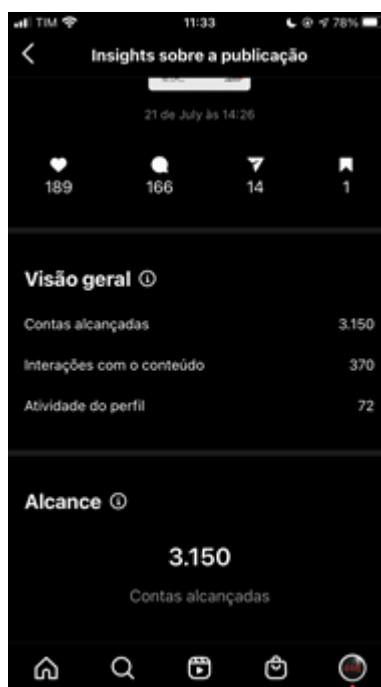 TIM 11:33 78%
Insights sobre a publicação
21 de July às 14:26
189 166 14 1
Visão geral
Contas alcançadas 3.150
Interações com o conteúdo 370
Atividade do perfil 72
Alcance
3.150
Contas alcançadas